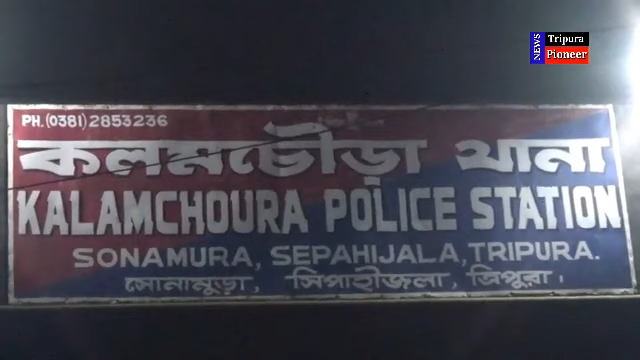 NEWS Tripura Pioneer
PH.(0381) 2853236
কলমচৌড়া থানা
KALAMCHOURA POLICE STATION
SONAMURA, SEPAHIJALA, TRIPURA.
সোনামুড়া, সিপাহীজলা, ত্রিপুরা।